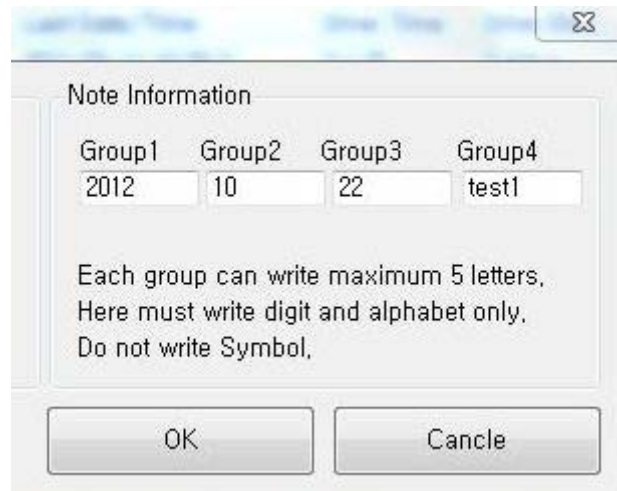 Note Information
Group1 Group2 Group3 Group4
2012 10 22 test1
Each group can write maximum 5 letters,
Here must write digit and alphabet only,
Do not write Symbol,
OK Cancle